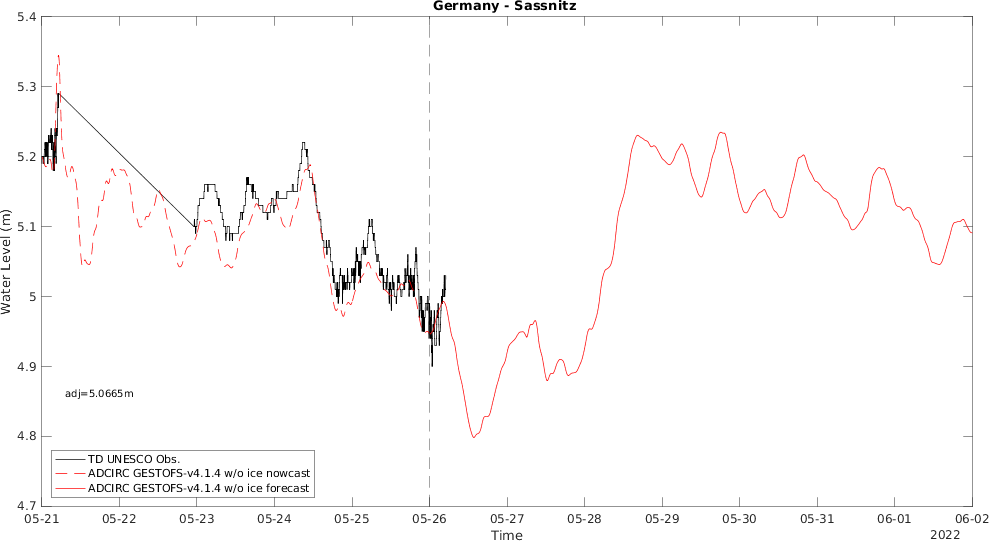 Germany - Sassnitz
5.4
5.3
5.2
5.1
5
4.9
4.8
4.7
Water Level (m)
adj=5.0665m
TD UNESCO Obs.
ADCIRC GESTOFS-v4.1.4 w/o ice nowcast
ADCIRC GESTOFS-v4.1.4 w/o ice forecast
05-21 05-22 05-23 05-24 05-25 05-26 05-27 05-28 05-29 05-30 05-31 06-01 06-02
Time
2022